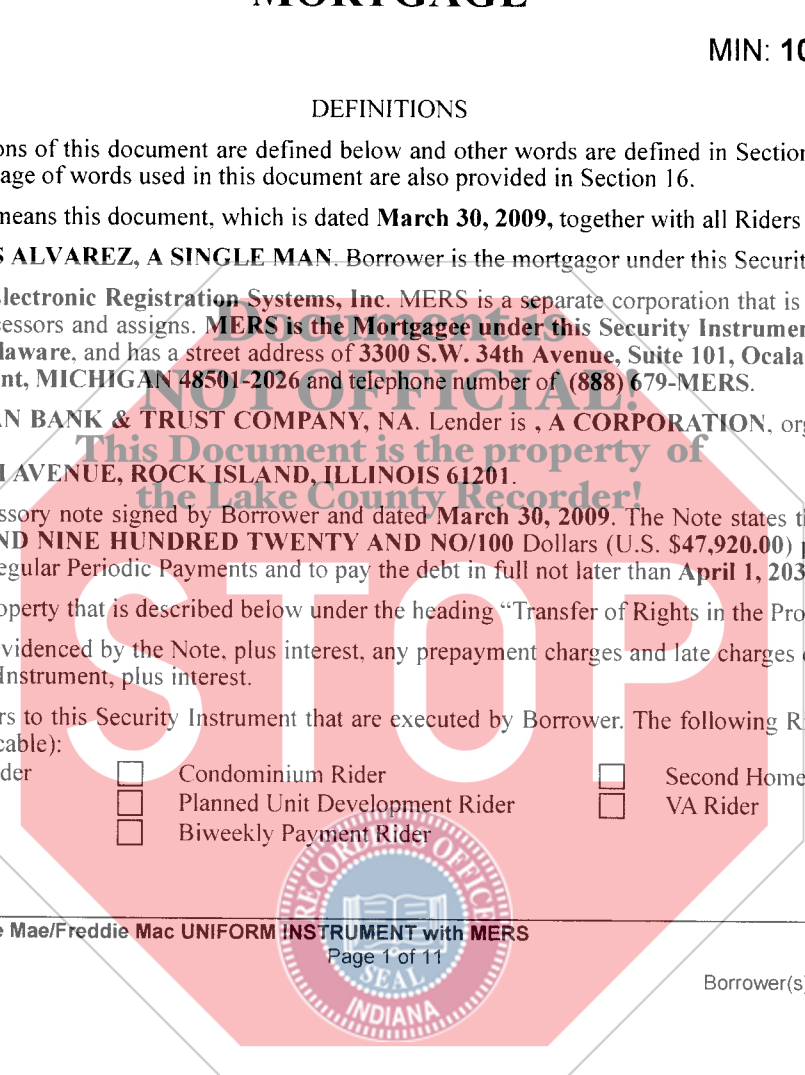 MORTGAGE
MIN: 10
DEFINITIONS
ons of this document are defined below and other words are defined in Section
age of words used in this document are also provided in Section 16.
means this document, which is dated March 30, 2009, together with all Riders
S ALVAREZ, A SINGLE MAN. Borrower is the mortgagor under this Securit
lectronic Registration Systems, Inc. MERS is a separate corporation that is
cessors and assigns. MERS is the Mortgagee under this Security Instrumen
Document is
laware, and has a street address of 3300 S.W. 34th Avenue, Suite 101, Ocala
nt, MICHIGAN 48501-2026 and telephone number of (888) 679-MERS.
NOT OFFICIAL!
AN BANK & TRUST COMPANY, NA. Lender is , A CORPORATION, org
This Document is the property of
H AVENUE, ROCK ISLAND, ILLINOIS 61201.
the Lake County Recorder!
ssory note signed by Borrower and dated March 30, 2009. The Note states th
ND NINE HUNDRED TWENTY AND NO/100 Dollars (U.S. $47,920.00) p
egular Periodic Payments and to pay the debt in full not later than April 1, 203
operty that is described below under the heading “Transfer of Rights in the Pro
videnced by the Note, plus interest, any prepayment charges and late charges
Instrument, plus interest.
STOP
rs to this Security Instrument that are executed by Borrower. The following Ri
cable):
der Condominium Rider Second Home
Planned Unit Development Rider VA Rider
Biweekly Payment Rider
RECORDER'S OFFICE
e Mae/Freddie Mac UNIFORM INSTRUMENT with MERS
Page 1 of 11
SEAL
Borrower(s)
INDIANA